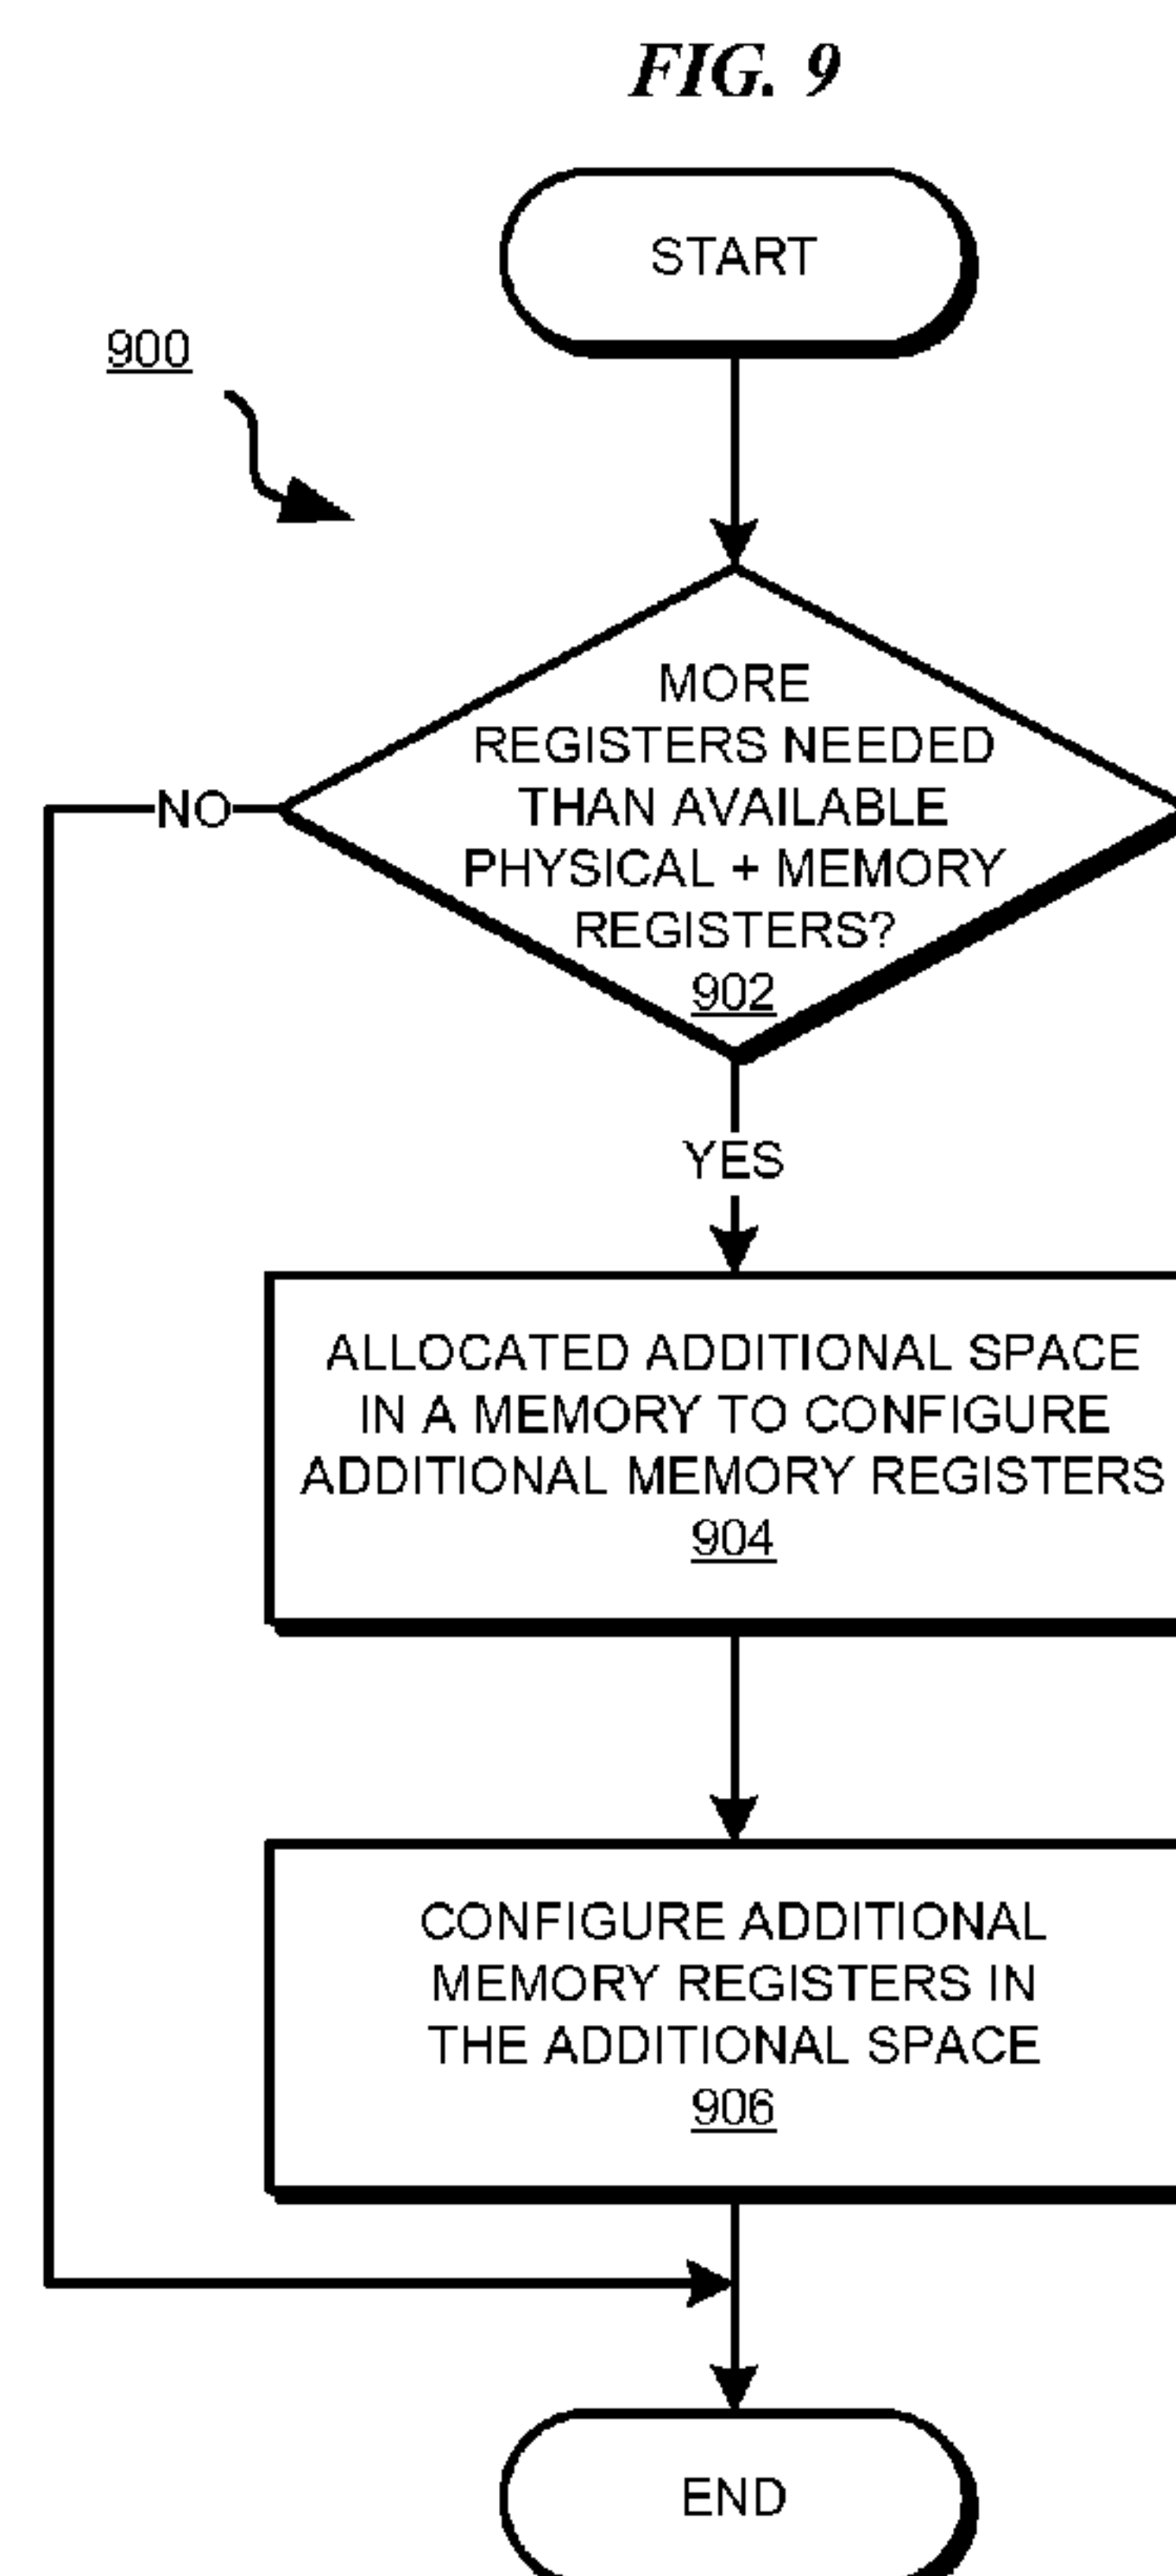 FIG. 9
START
900
MORE
REGISTERS NEEDED
THAN AVAILABLE
PHYSICAL + MEMORY
REGISTERS?
902
NO
YES
ALLOCATED ADDITIONAL SPACE
IN A MEMORY TO CONFIGURE
ADDITIONAL MEMORY REGISTERS
904
CONFIGURE ADDITIONAL
MEMORY REGISTERS IN
THE ADDITIONAL SPACE
906
END